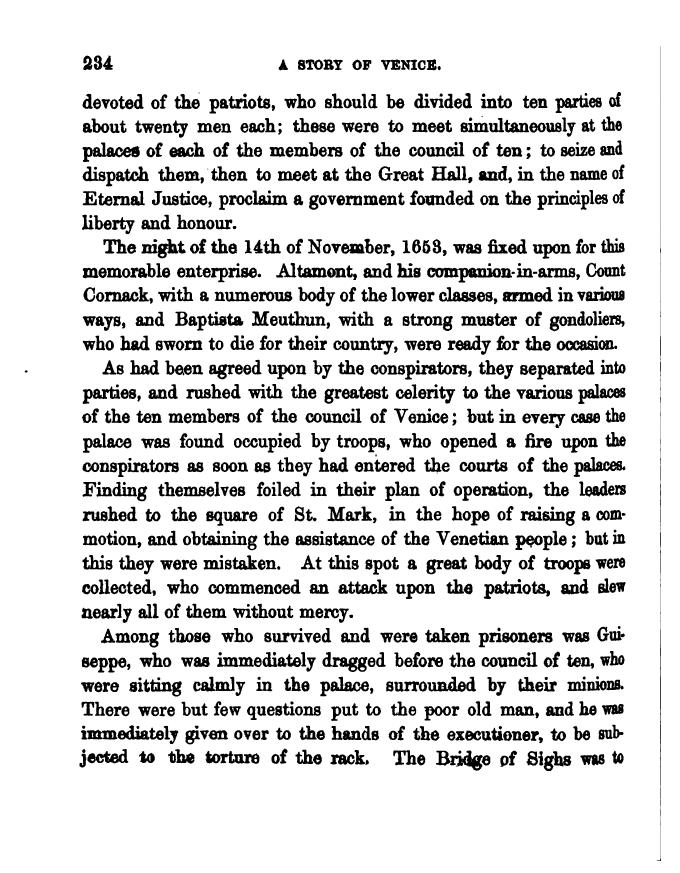 234 A STORY OF VENICE.
devoted of the patriots, who should be divided into ten parties of
about twenty men each; these were to meet simultaneously at the
palaces of each of the members of the council of ten; to seize and
dispatch them, then to meet at the Great Hall, and, in the name of
Eternal Justice, proclaim a government founded on the principles of
liberty and honour.
The night of the 14th of November, 1653, was fixed upon for this
memorable enterprise. Altamont, and his companion-in-arms, Count
Cornack, with a numerous body of the lower classes, armed in various
ways, and Baptista Meuthun, with a strong muster of gondoliers,
who had sworn to die for their country, were ready for the occasion.
As had been agreed upon by the conspirators, they separated into
parties, and rushed with the greatest celerity to the various palaces
of the ten members of the council of Venice; but in every case the
palace was found occupied by troops, who opened a fire upon the
conspirators as soon as they had entered the courts of the palaces.
Finding themselves foiled in their plan of operation, the leaders
rushed to the square of St. Mark, in the hope of raising a com-
motion, and obtaining the assistance of the Venetian people; but in
this they were mistaken. At this spot a great body of troops were
collected, who commenced an attack upon the patriots, and slew
nearly all of them without mercy.
Among those who survived and were taken prisoners was Gui-
seppe, who was immediately dragged before the council of ten, who
were sitting calmly in the palace, surrounded by their minions.
There were but few questions put to the poor old man, and he was
immediately given over to the hands of the executioner, to be sub-
jected to the torture of the rack. The Bridge of Sighs was to